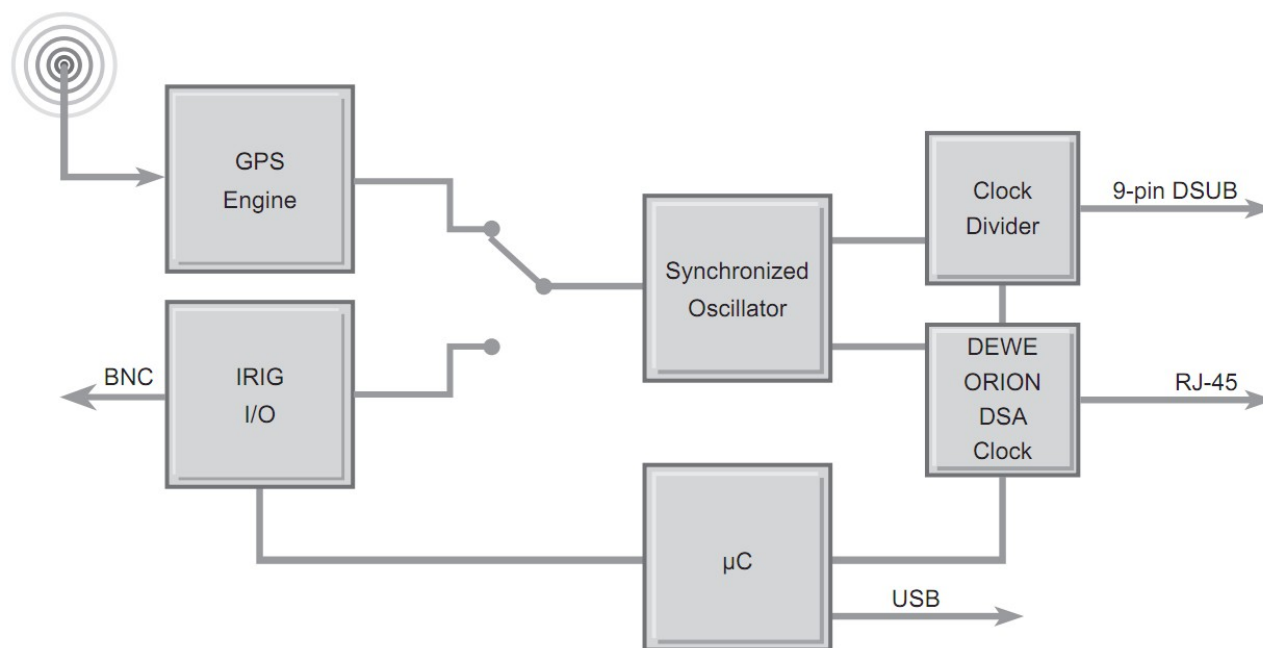 GPS
Engine
Clock
Divider
9-pin DSUB
Synchronized
Oscillator
BNC
IRIG
I/O
DEWE
ORION
DSA
Clock
RJ-45
µC
USB